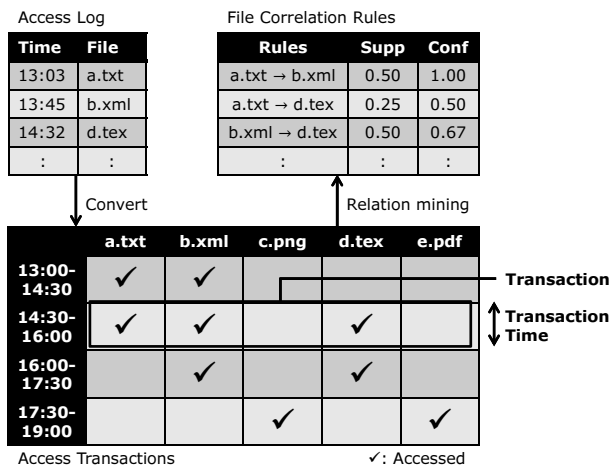 Access Log
File Correlation Rules
Time File
Rules Supp Conf
13:03 a.txt
a.txt → b.xml 0.50 1.00
13:45 b.xml
a.txt → d.tex 0.25 0.50
14:32 d.tex
b.xml → d.tex 0.50 0.67
: :
: : :
Convert
Relation mining
a.txt b.xml c.png d.tex e.pdf
13:00-
14:30
✓ ✓
Transaction
14:30-
16:00
✓ ✓ ✓
Transaction
Time
16:00-
17:30
✓ ✓
17:30-
19:00
✓ ✓
Access Transactions
✓: Accessed